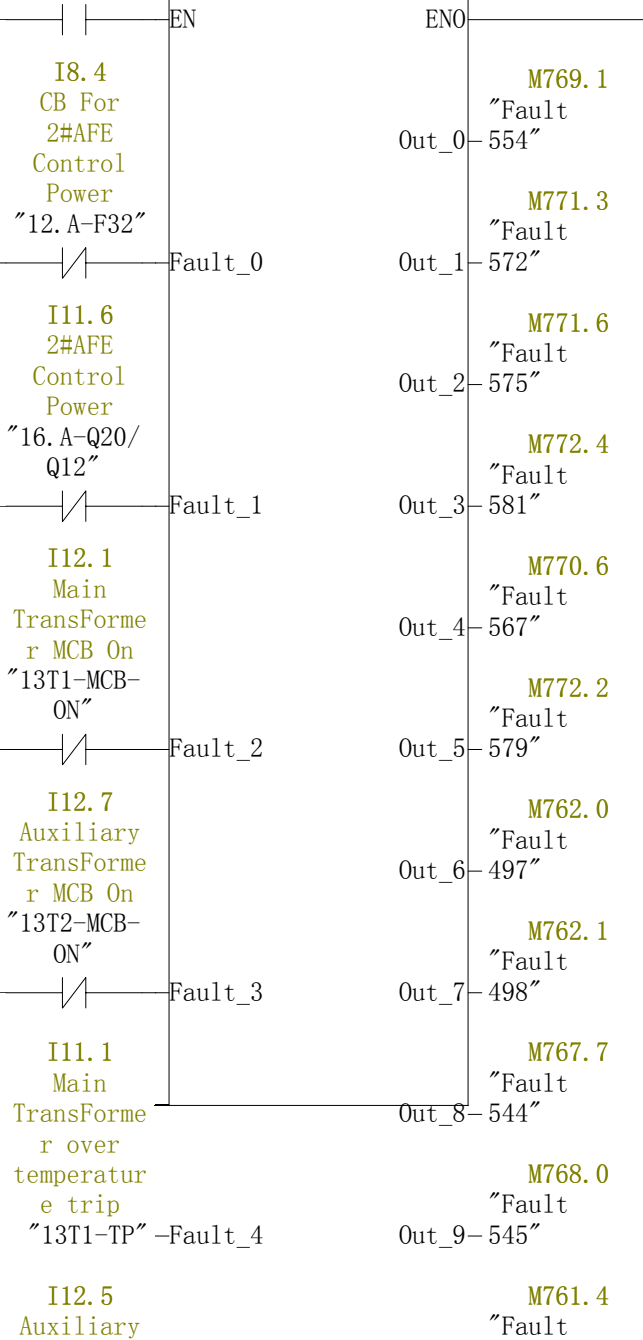 EN
ENO
I8.4
CB For
2#AFE
Control
Power
"12.A-F32"
Fault_0
I11.6
2#AFE
Control
Power
"16.A-Q20/
Q12"
Fault_1
I12.1
Main
TransForme
r MCB On
"13T1-MCB-
ON"
Fault_2
I12.7
Auxiliary
TransForme
r MCB On
"13T2-MCB-
ON"
Fault_3
I11.1
Main
TransForme
r over
temperatur
e trip
"13T1-TP"
Fault_4
I12.5
Auxiliary
M769.1
"Fault
Out_0 554"
M771.3
"Fault
Out_1 572"
M771.6
"Fault
Out_2 575"
M772.4
"Fault
Out_3 581"
M770.6
"Fault
Out_4 567"
M772.2
"Fault
Out_5 579"
M762.0
"Fault
Out_6 497"
M762.1
"Fault
Out_7 498"
M767.7
"Fault
Out_8 544"
M768.0
"Fault
Out_9 545"
M761.4
"Fault